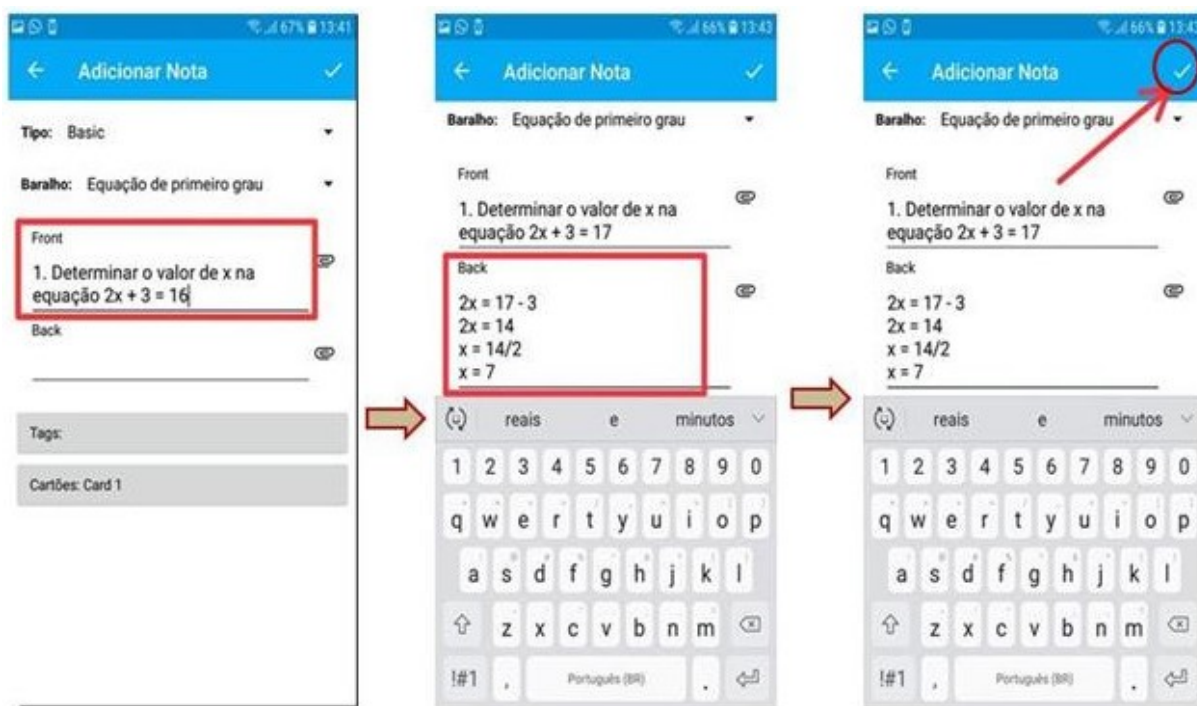 67% 13:41
Adicionar Nota
Tipo: Basic
Baralho: Equação de primeiro grau
Front
1. Determinar o valor de x na
equação 2x + 3 = 16
Back
Tags:
Cartões: Card 1
66% 13:43
Adicionar Nota
Baralho: Equação de primeiro grau
Front
1. Determinar o valor de x na
equação 2x + 3 = 17
Back
2x = 17 - 3
2x = 14
x = 14/2
x = 7
reais e minutos
1 2 3 4 5 6 7 8 9 0
q w e r t y u i o p
a s d f g h j k l
z x c v b n m
!#1 , Português (BR) .
66% 13:43
Adicionar Nota
Baralho: Equação de primeiro grau
Front
1. Determinar o valor de x na
equação 2x + 3 = 17
Back
2x = 17 - 3
2x = 14
x = 14/2
x = 7
reais e minutos
1 2 3 4 5 6 7 8 9 0
q w e r t y u i o p
a s d f g h j k l
z x c v b n m
!#1 , Português (BR) .